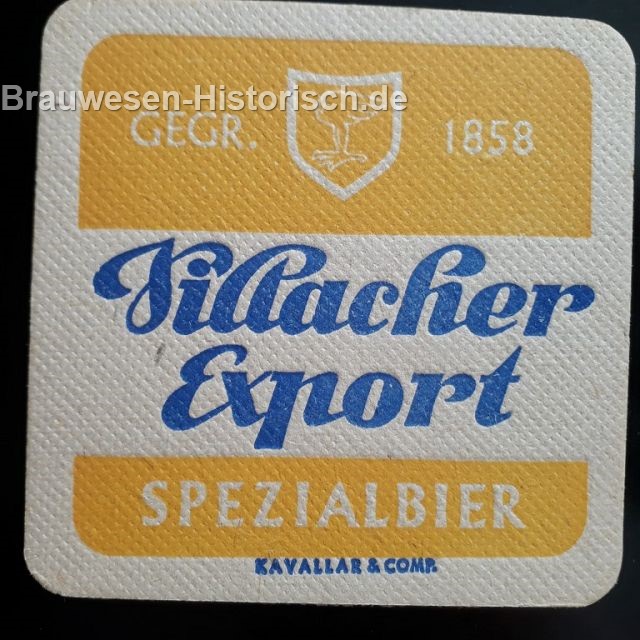 Brauwesen-Historisch.de
GEGR. 1858
Villacher
Export
SPEZIALBIER
KAVALLAR & COMP.